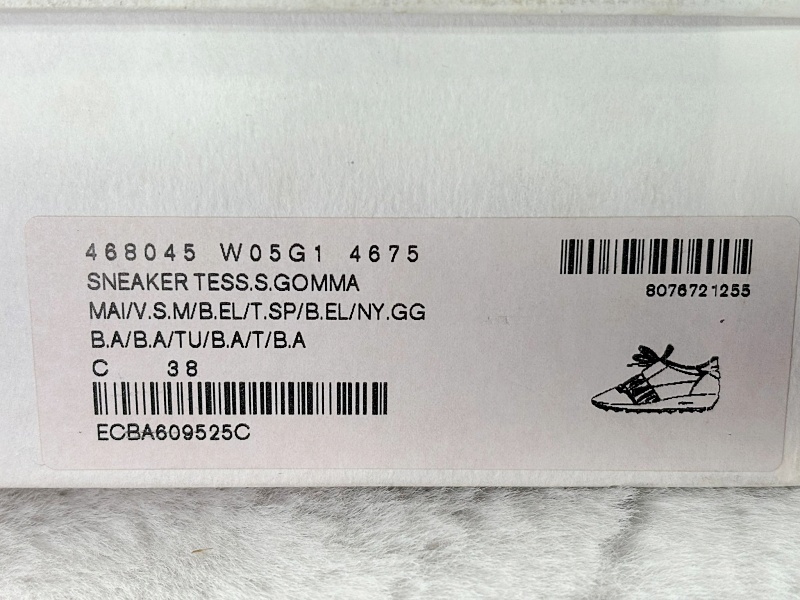 468045 W05G1 4675
SNEAKER TESS.S.GOMMA
MAI/V.S.M/B.EL/T.SP/B.EL/NY.GG
B.A/B.A/TU/B.A/T/B.A
C 38
ECBA609525C
8076721255